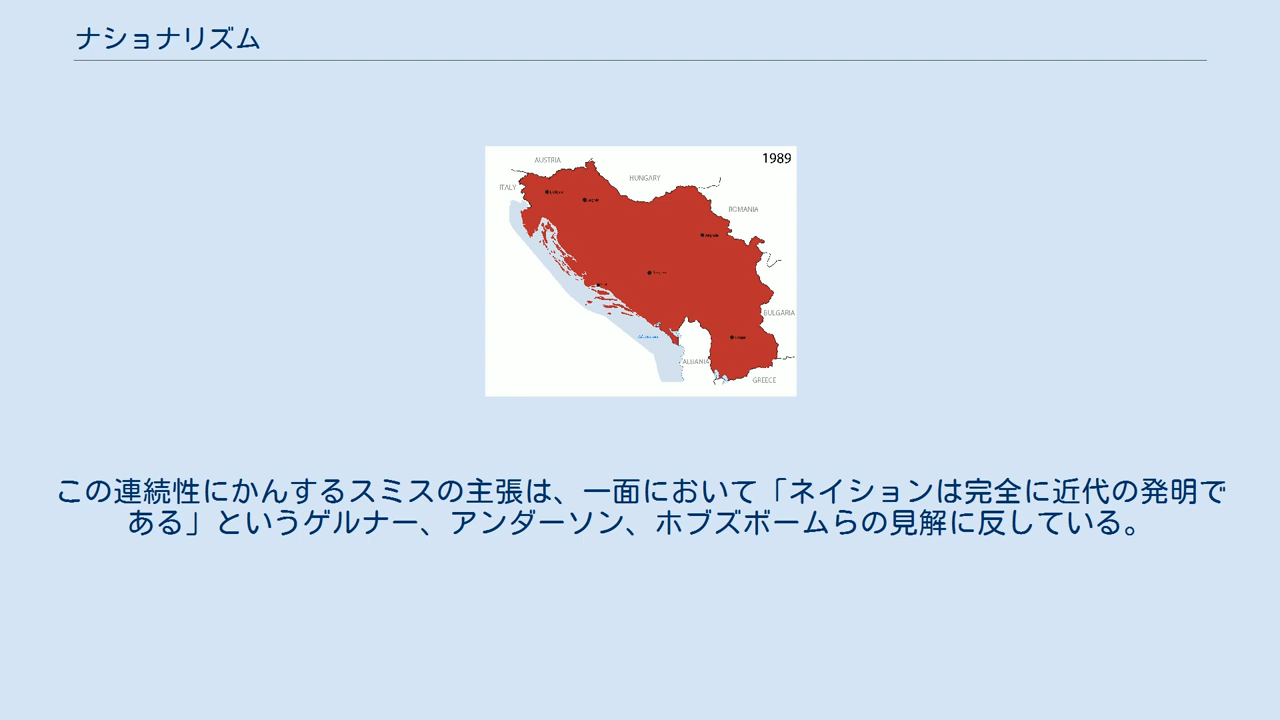 ナショナリズム
1989
AUSTRIA
HUNGARY
ITALY
ROMANIA
BULGARIA
ALBANIA
GREECE
この連続性にかんするスミスの主張は、一面において「ネイションは完全に近代の発明で
ある」というゲルナー、アンダーソン、ホブズボームらの見解に反している。